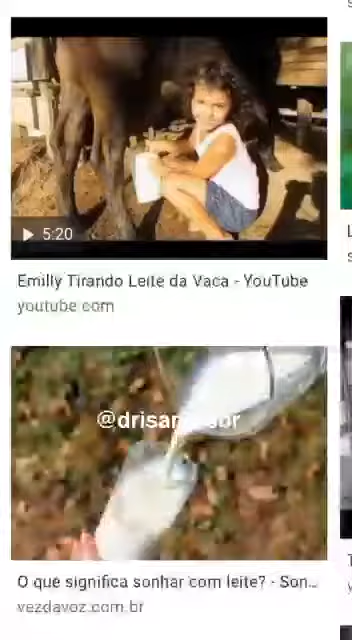 5:20
Emilly Tirando Leite da Vaca - YouTube
youtube.com
O que significa sonhar com leite? - Son...
vezdavoz.com.br